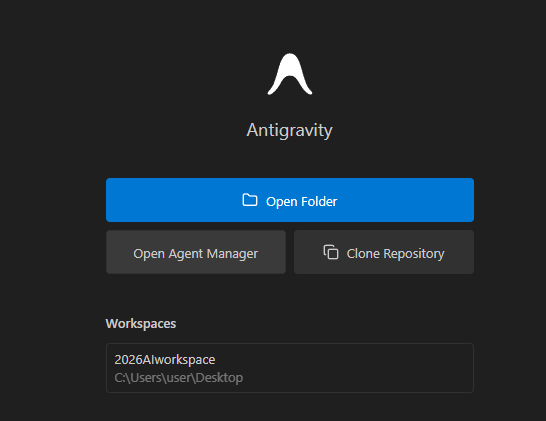 Antigravity
Open Folder
Open Agent Manager
Clone Repository
Workspaces
2026AIworkspace
C:\Users\user\Desktop